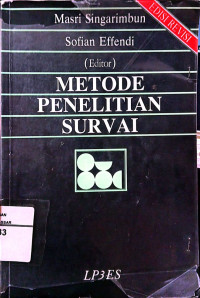 Masri Singarimbun
Sofian Effendi
(Editor)
EDISI REVISI
METODE
PENELITIAN
SURVAI
LP3ES